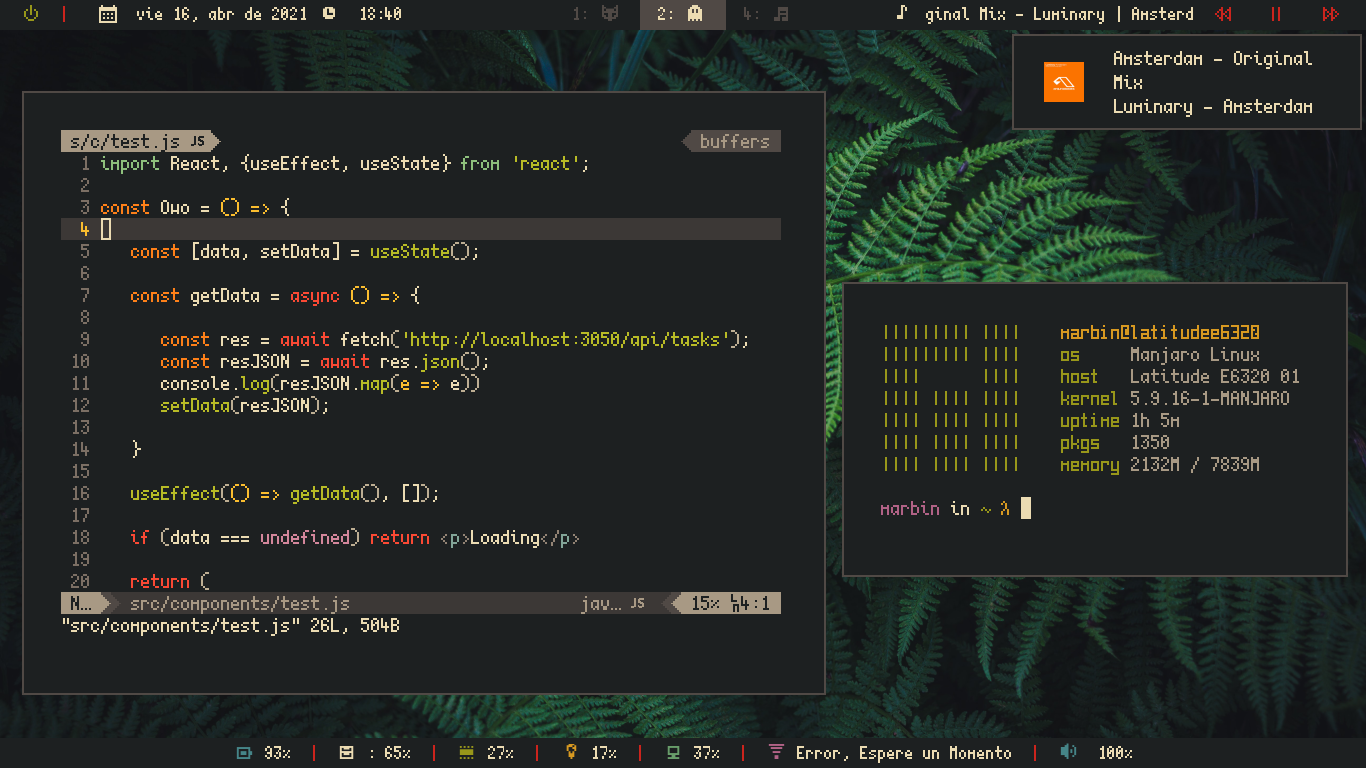 vie 16, abr de 2021 18:40 1: 2: 4: ginal Mix - Luminary | Amsterd
Amsterdam - Original
Mix
Luminary - Amsterdam
s/c/test.js JS buffers
1 import React, {useEffect, useState} from 'react';
2
3 const Owo = () => {
4
5 const [data, setData] = useState();
6
7 const getData = async () => {
8
9 const res = await fetch('http://localhost:3050/api/tasks');
10 const resJSON = await res.json();
11 console.log(resJSON.map(e => e))
12 setData(resJSON);
13
14 }
15
16 useEffect(() => getData(), []);
17
18 if (data === undefined) return <p>Loading</p>
19
20 return (
N... src/components/test.js jav... JS 15% 4:1
"src/components/test.js" 26L, 504B
marbin@latitudee6320
os Manjaro Linux
host Latitude E6320 01
kernel 5.9.16-1-MANJARO
uptime 1h 5m
pkgs 1350
memory 2132M / 7839M
marbin in ~ λ
93% : 65% 27% 17% 37% Error, Espere un Momento 100%